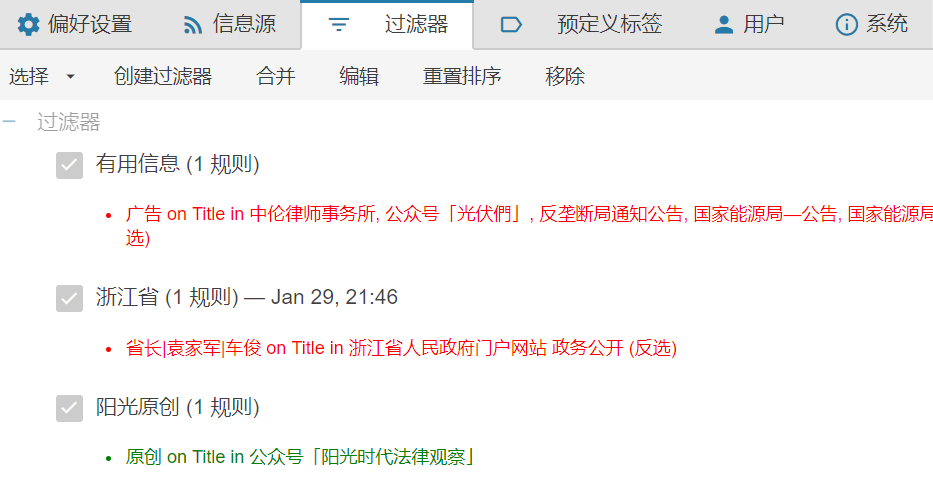 偏好设置 信息源 过滤器 预定义标签 用户 系统
选择 创建过滤器 合并 编辑 重置排序 移除
过滤器
有用信息 (1 规则)
广告 on Title in 中伦律师事务所, 公众号「光伏們」, 反垄断局通知公告, 国家能源局—公告, 国家能源局
选)
浙江省 (1 规则) — Jan 29, 21:46
省长|袁家军|车俊 on Title in 浙江省人民政府门户网站 政务公开 (反选)
阳光原创 (1 规则)
原创 on Title in 公众号「阳光时代法律观察」